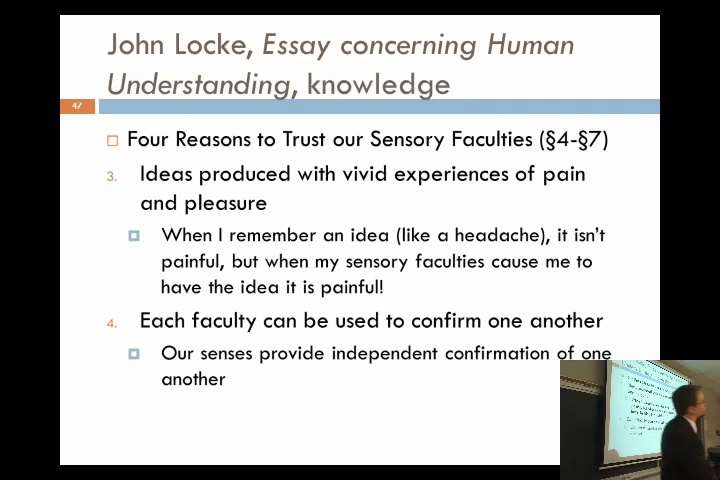 John Locke, Essay concerning Human
Understanding, knowledge
47
Four Reasons to Trust our Sensory Faculties (§4-§7)
3. Ideas produced with vivid experiences of pain
and pleasure
When I remember an idea (like a headache), it isn't
painful, but when my sensory faculties cause me to
have the idea it is painful!
4. Each faculty can be used to confirm one another
Our senses provide independent confirmation of one
another